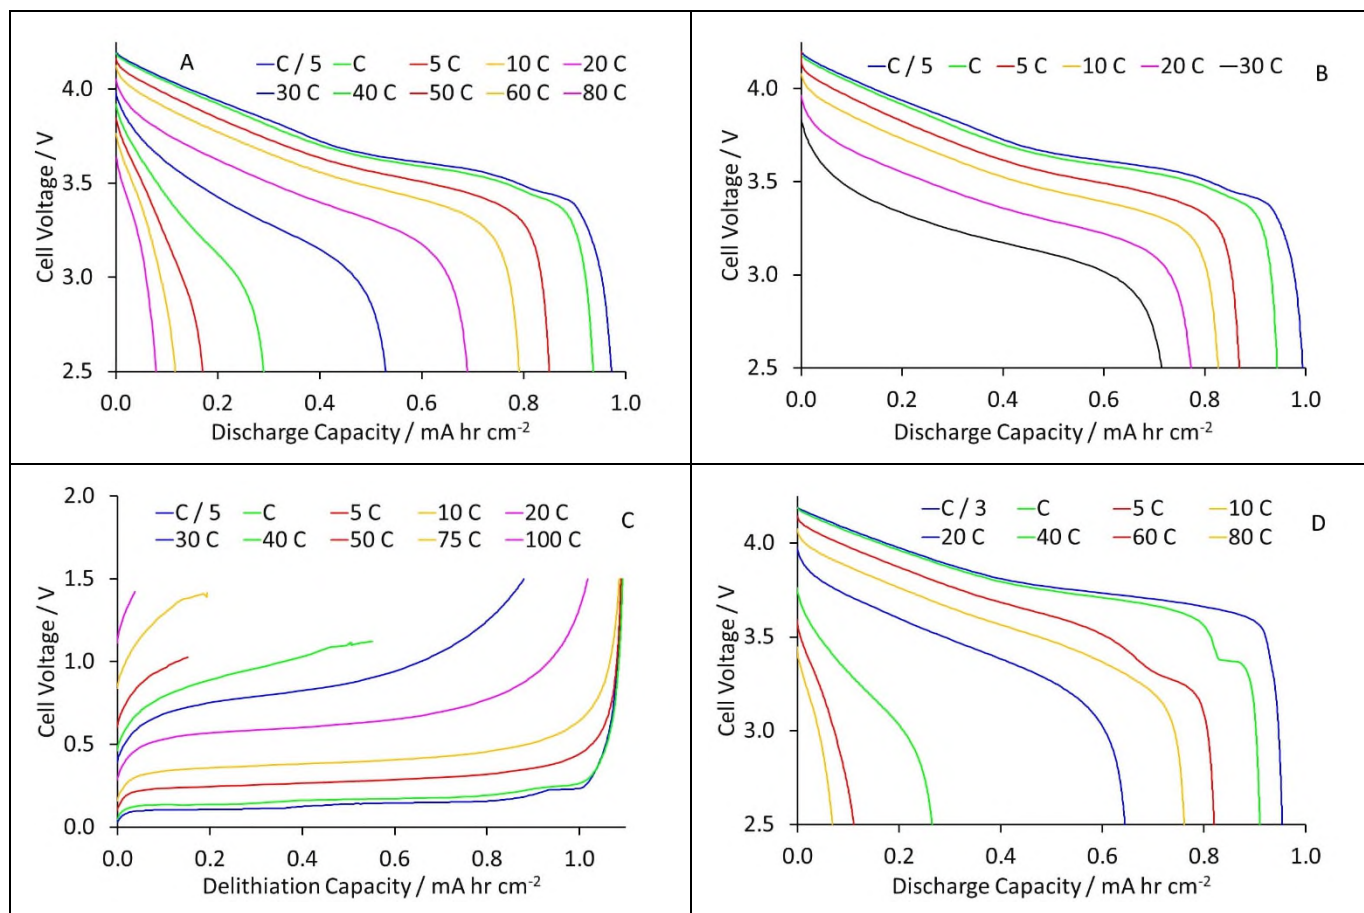 A
C / 5 C 5 C 10 C 20 C
30 C 40 C 50 C 60 C 80 C
4.0
3.5
3.0
2.5
Cell Voltage / V
0.0 0.2 0.4 0.6 0.8 1.0
Discharge Capacity / mA hr cm-2
C / 5 C 5 C 10 C 20 C 30 C
B
4.0
3.5
3.0
2.5
Cell Voltage / V
0.0 0.2 0.4 0.6 0.8 1.0
Discharge Capacity / mA hr cm-2
2.0
C / 5 C 5 C 10 C 20 C
30 C 40 C 50 C 75 C 100 C
C
1.5
1.0
0.5
0.0
Cell Voltage / V
0.0 0.2 0.4 0.6 0.8 1.0
Delithiation Capacity / mA hr cm-2
C / 3 C 5 C 10 C
20 C 40 C 60 C 80 C
D
4.0
3.5
3.0
2.5
Cell Voltage / V
0.0 0.2 0.4 0.6 0.8 1.0
Discharge Capacity / mA hr cm-2